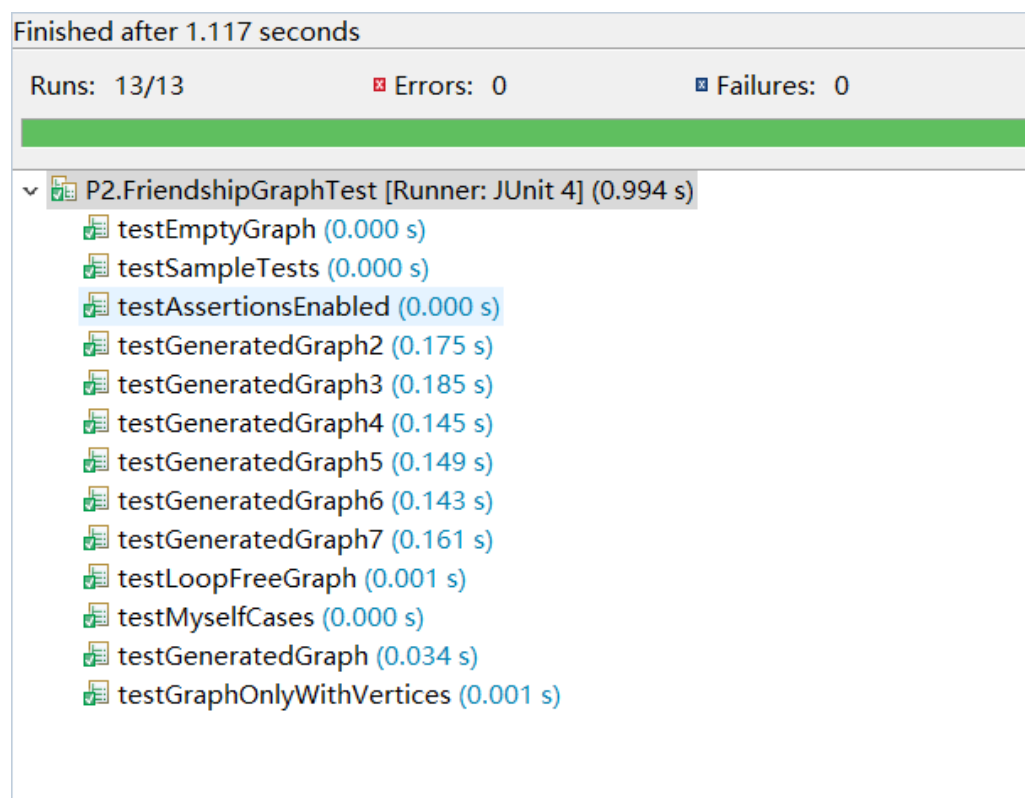 Finished after 1.117 seconds
Runs: 13/13 Errors: 0 Failures: 0
P2.FriendshipGraphTest [Runner: JUnit 4] (0.994 s)
testEmptyGraph (0.000 s)
testSampleTests (0.000 s)
testAssertionsEnabled (0.000 s)
testGeneratedGraph2 (0.175 s)
testGeneratedGraph3 (0.185 s)
testGeneratedGraph4 (0.145 s)
testGeneratedGraph5 (0.149 s)
testGeneratedGraph6 (0.143 s)
testGeneratedGraph7 (0.161 s)
testLoopFreeGraph (0.001 s)
testMyselfCases (0.000 s)
testGeneratedGraph (0.034 s)
testGraphOnlyWithVertices (0.001 s)